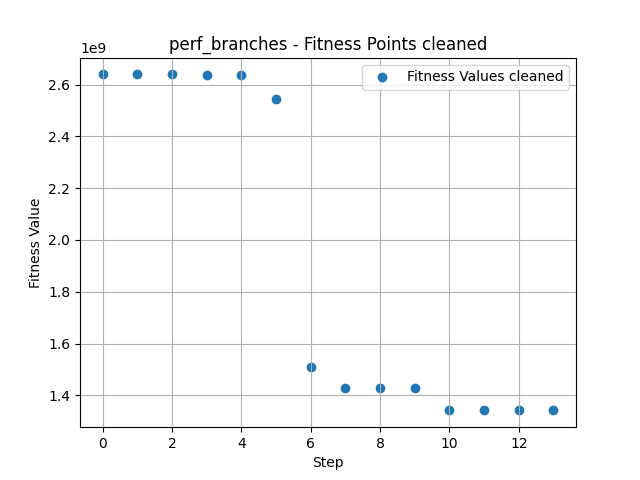 perf_branches - Fitness Points cleaned
1e9
Fitness Values cleaned
2.6
2.4
2.2
2.0
1.8
1.6
1.4
Fitness Value
0 2 4 6 8 10 12
Step